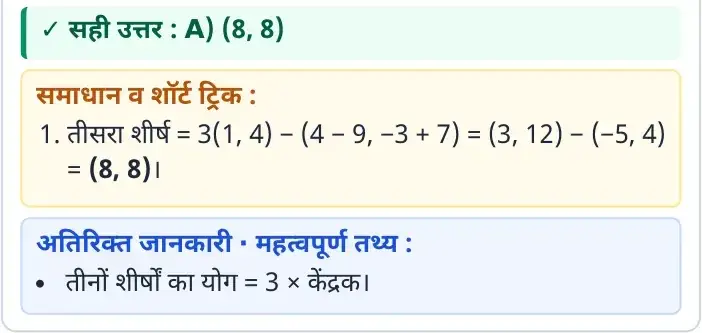 ✓ सही उत्तर : A) (8, 8)
समाधान व शॉर्ट ट्रिक :
1. तीसरा शीर्ष = 3(1, 4) − (4 − 9, −3 + 7) = (3, 12) − (−5, 4)
= (8, 8)।
अतिरिक्त जानकारी · महत्वपूर्ण तथ्य :
• तीनों शीर्षों का योग = 3 × केंद्रक।